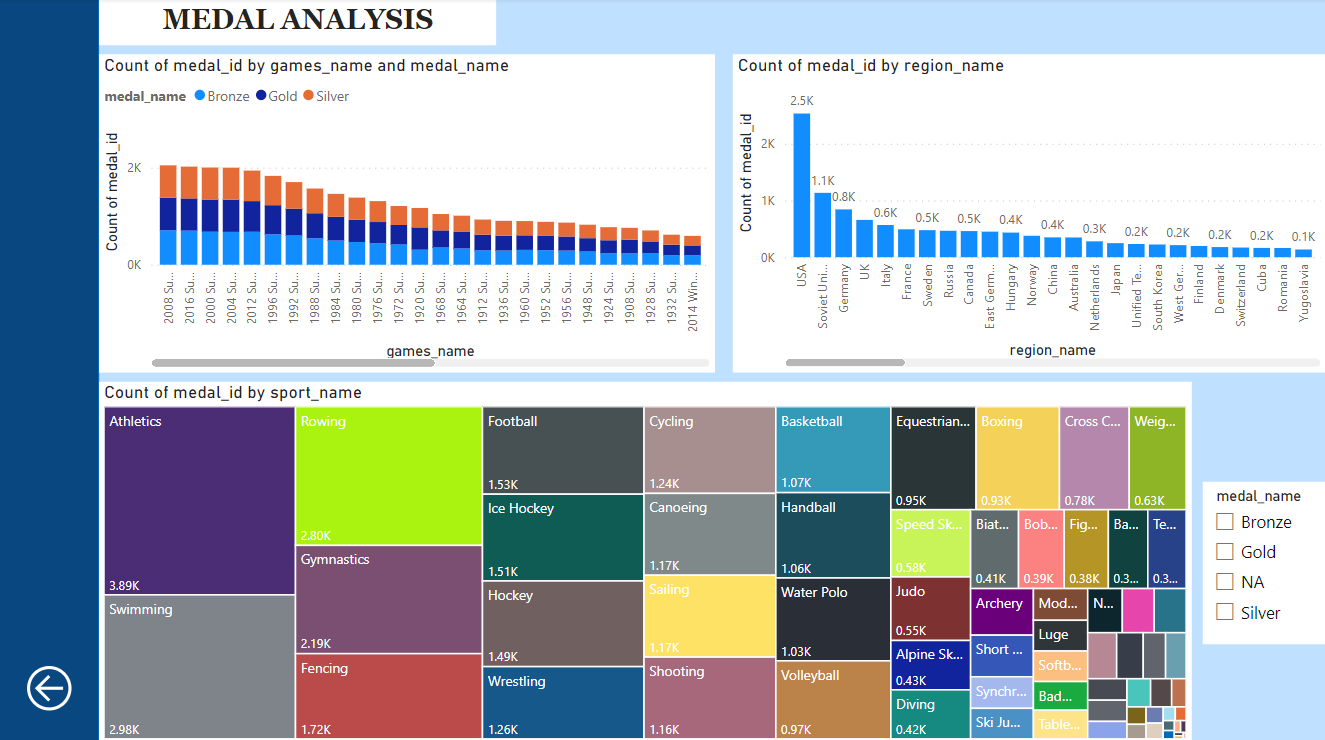 MEDAL ANALYSIS
Count of medal_id by games_name and medal_name
medal_name Bronze Gold Silver
Count of medal_id
2K
0K
2008 Su...
2016 Su...
2000 Su...
2004 Su...
2012 Su...
1996 Su...
1992 Su...
1988 Su...
1984 Su...
1980 Su...
1976 Su...
1972 Su...
1920 Su...
1968 Su...
1964 Su...
1912 Su...
1936 Su...
1960 Su...
1952 Su...
1956 Su...
1948 Su...
1924 Su...
1908 Su...
1928 Su...
1932 Su...
2014 Win...
games_name
Count of medal_id by region_name
Count of medal_id
2K
1K
0K
2.5K
1.1K
0.8K
0.6K
0.5K
0.5K
0.4K
0.4K
0.3K
0.2K
0.2K
0.2K
0.2K
0.1K
USA
Soviet Uni...
Germany
UK
Italy
France
Sweden
Russia
Canada
East Germ...
Hungary
Norway
China
Australia
Netherlands
Japan
Unified Te...
South Korea
West Ger...
Finland
Denmark
Switzerland
Cuba
Romania
Yugoslavia
region_name
Count of medal_id by sport_name
Athletics
3.89K
Swimming
2.98K
Rowing
2.80K
Gymnastics
2.19K
Fencing
1.72K
Football
1.53K
Ice Hockey
1.51K
Hockey
1.49K
Wrestling
1.26K
Cycling
1.24K
Canoeing
1.17K
Sailing
1.17K
Shooting
1.16K
Basketball
1.07K
Handball
1.06K
Water Polo
1.03K
Volleyball
0.97K
Equestrian...
0.95K
Boxing
0.93K
Cross C...
0.78K
Weig...
0.63K
Speed Sk...
0.58K
Judo
0.55K
Alpine Sk...
0.43K
Diving
0.42K
Biat...
0.41K
Bob...
0.39K
Fig...
0.38K
Ba...
0.3...
Te...
0.3...
Archery
Short ...
Synchr...
Ski Ju...
Mod...
Luge
Softb...
Bad...
Table...
N...
medal_name
Bronze
Gold
NA
Silver